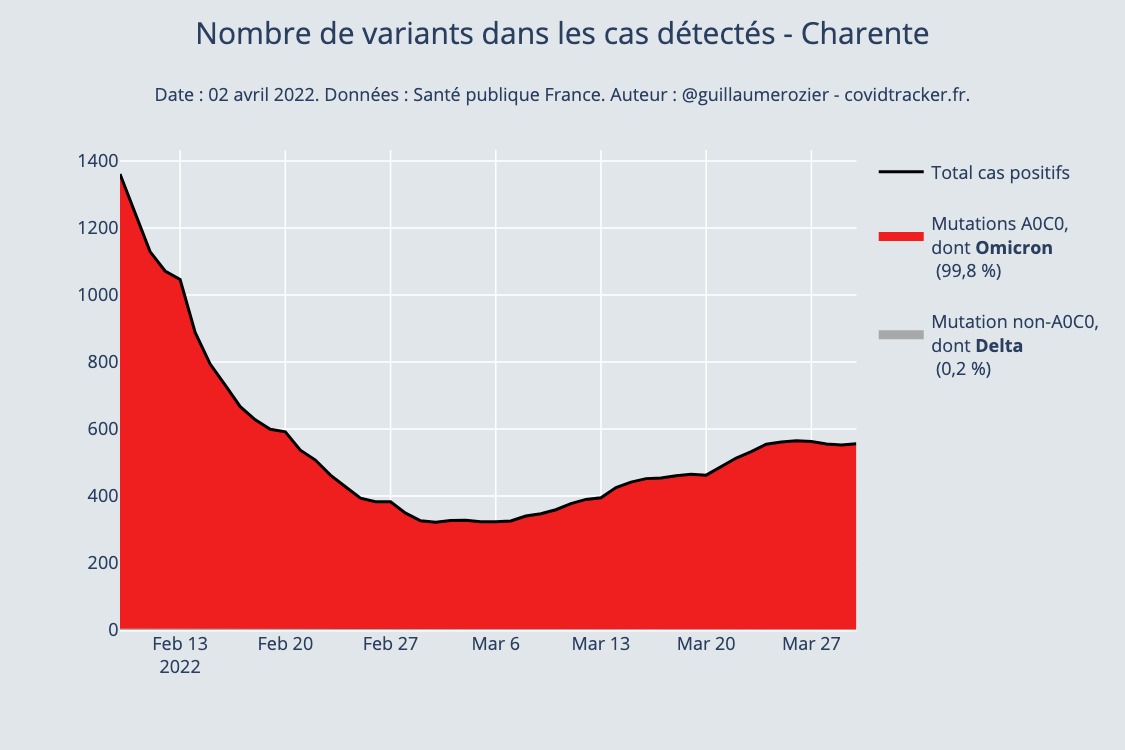 Nombre de variants dans les cas détectés - Charente
Date : 02 avril 2022. Données : Santé publique France. Auteur : @guillaumerozier - covidtracker.fr.
1400
1200
1000
800
600
400
200
0
Feb 13
2022
Feb 20
Feb 27
Mar 6
Mar 13
Mar 20
Mar 27
Total cas positifs
Mutations A0C0,
dont Omicron
(99,8 %)
Mutation non-A0C0,
dont Delta
(0,2 %)